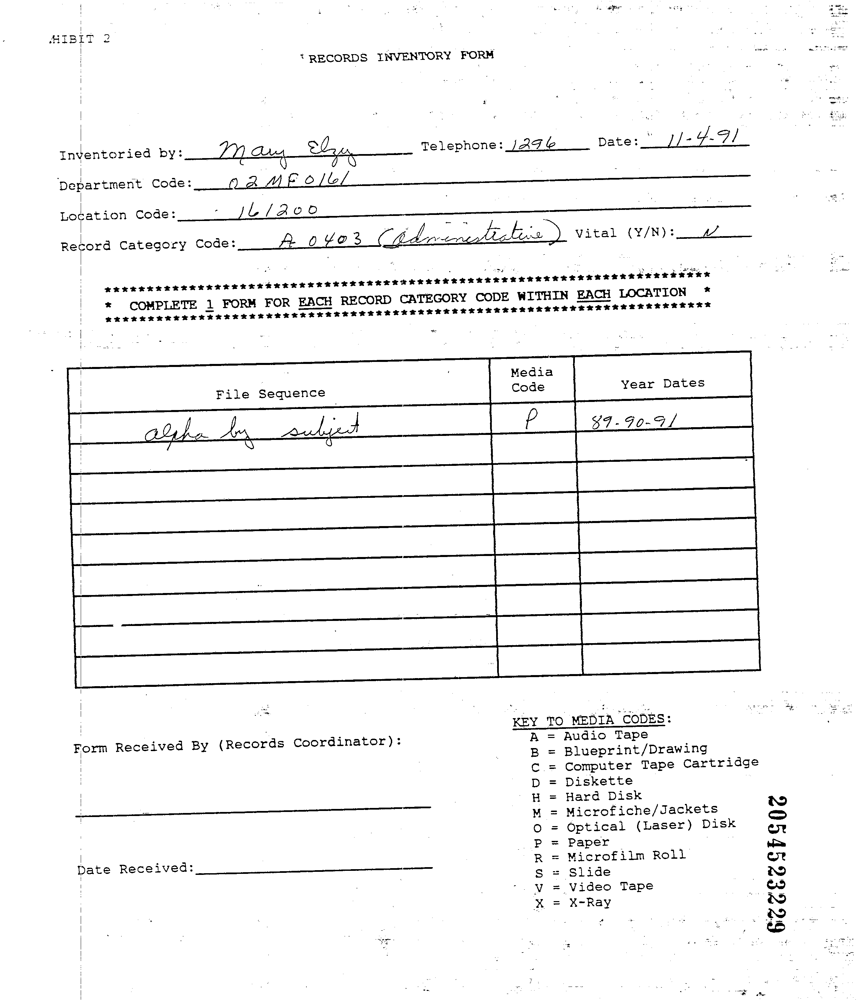 HIBIT 2
RECORDS INVENTORY FORM
Inventoried by: Mary Elzy Telephone: 1296 Date: 11-4-91
Department Code: 02MF0161
Location Code: 161200
Record Category Code: A 0403 (Administrative) Vital (Y/N): N
* COMPLETE 1 FORM FOR EACH RECORD CATEGORY CODE WITHIN EACH LOCATION *
File Sequence Media Code Year Dates
alpha by subject P 89-90-91
Form Received By (Records Coordinator):
Date Received:
KEY TO MEDIA CODES:
A = Audio Tape
B = Blueprint/Drawing
C = Computer Tape Cartridge
D = Diskette
H = Hard Disk
M = Microfiche/Jackets
O = Optical (Laser) Disk
P = Paper
R = Microfilm Roll
S = Slide
V = Video Tape
X = X-Ray
2054523229